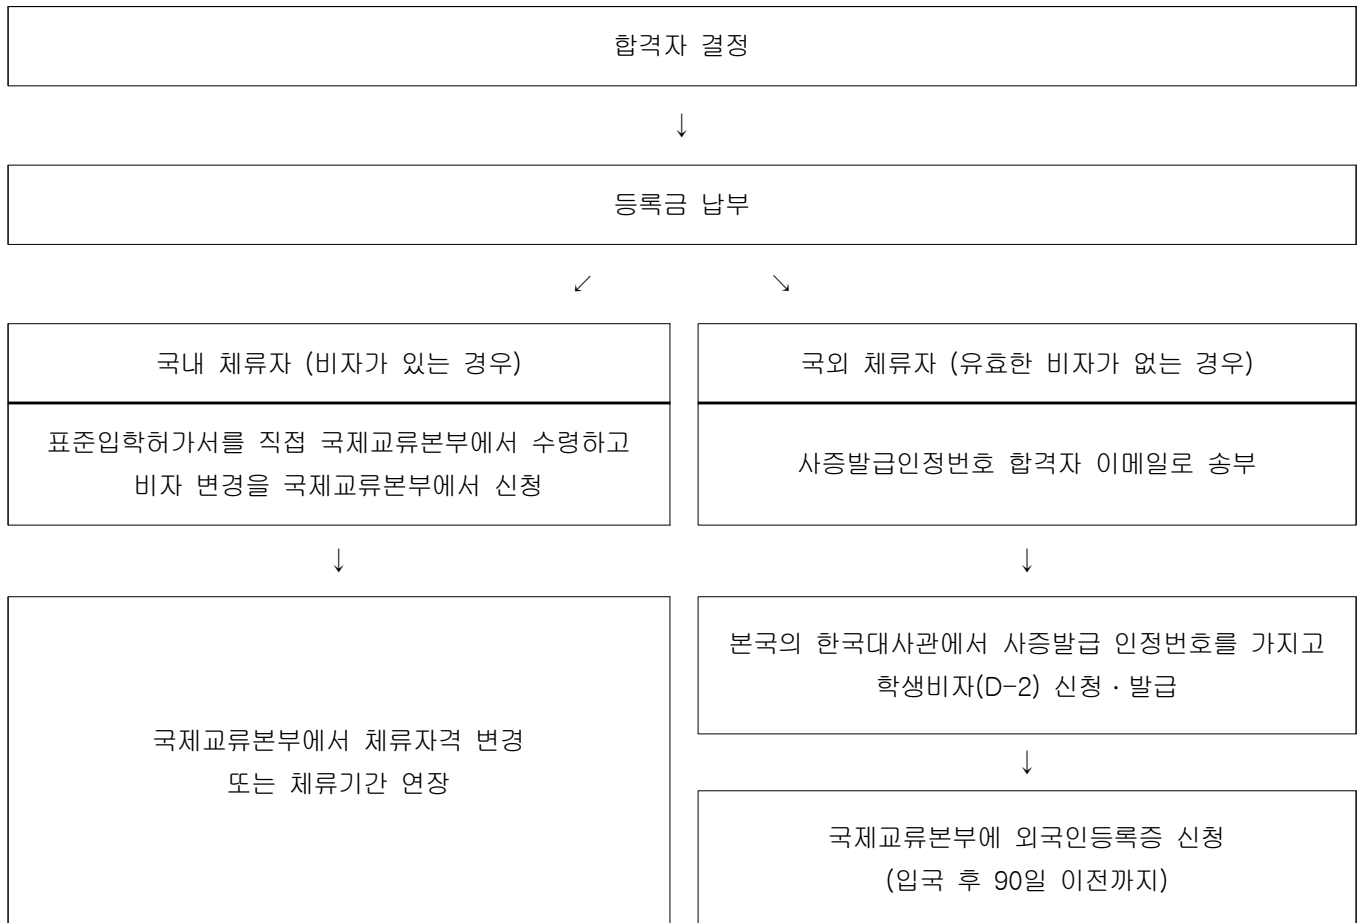 합격자 결정
↓
등록금 납부
↙ ↘
국내 체류자 (비자가 있는 경우)
표준입학허가서를 직접 국제교류본부에서 수령하고
비자 변경을 국제교류본부에서 신청
↓
국제교류본부에서 체류자격 변경
또는 체류기간 연장
국외 체류자 (유효한 비자가 없는 경우)
사증발급인정번호 합격자 이메일로 송부
↓
본국의 한국대사관에서 사증발급 인정번호를 가지고
학생비자(D-2) 신청·발급
↓
국제교류본부에 외국인등록증 신청
(입국 후 90일 이전까지)